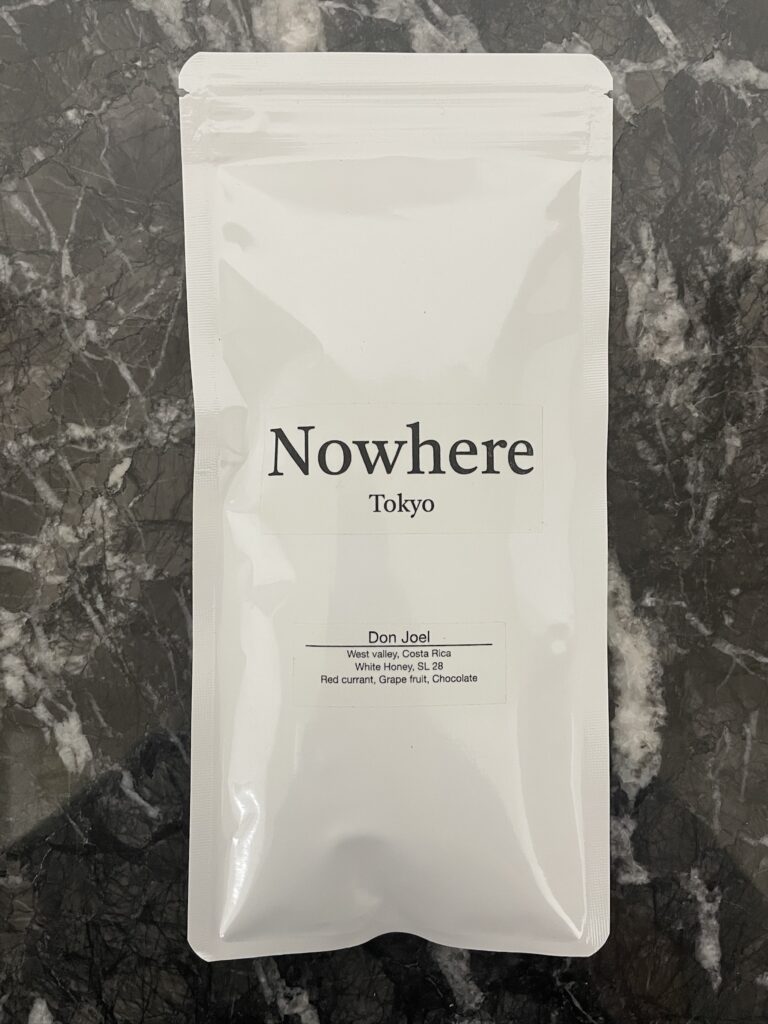 Nowhere
Tokyo
Don Joel
West valley, Costa Rica
White Honey, SL 28
Red currant, Grape fruit, Chocolate